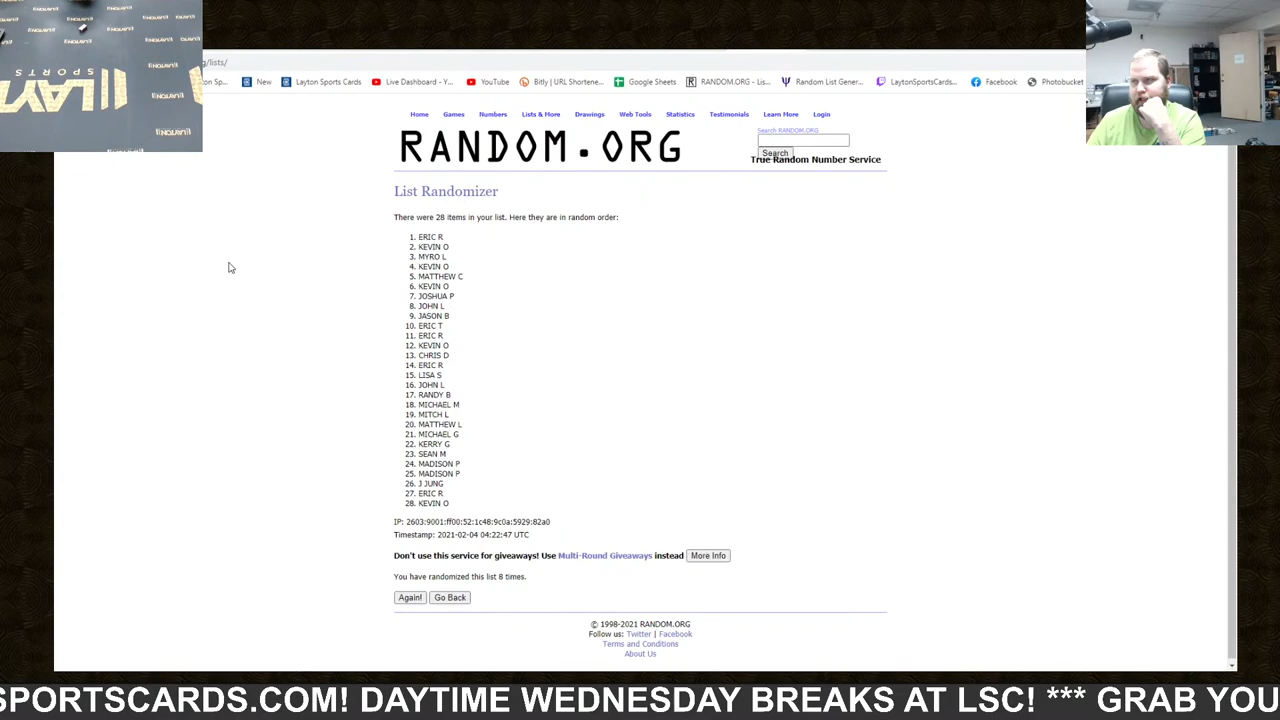 g/lists/
on Sp...
New
Layton Sports Cards
Live Dashboard - Y...
YouTube
Bitly | URL Shortene...
Google Sheets
RANDOM.ORG - Lis...
Random List Gener...
LaytonSportsCards...
Facebook
Photobucket
Home Games Numbers Lists & More Drawings Web Tools Statistics Testimonials Learn More Login
RANDOM.ORG
Search RANDOM.ORG
Search
True Random Number Service
List Randomizer
There were 28 items in your list. Here they are in random order:
1. ERIC R
2. KEVIN O
3. MYRO L
4. KEVIN O
5. MATTHEW C
6. KEVIN O
7. JOSHUA P
8. JOHN L
9. JASON B
10. ERIC T
11. ERIC R
12. KEVIN O
13. CHRIS D
14. ERIC R
15. LISA S
16. JOHN L
17. RANDY B
18. MICHAEL M
19. MITCH L
20. MATTHEW L
21. MICHAEL G
22. KERRY G
23. SEAN M
24. MADISON P
25. MADISON P
26. J JUNG
27. ERIC R
28. KEVIN O
IP: 2603:9001:ff00:52:1c48:9c0a:5929:82a0
Timestamp: 2021-02-04 04:22:47 UTC
Don't use this service for giveaways! Use Multi-Round Giveaways instead More Info
You have randomized this list 8 times.
Again! Go Back
© 1998-2021 RANDOM.ORG
Follow us: Twitter | Facebook
Terms and Conditions
About Us
SPORTSCARDS.COM! DAYTIME WEDNESDAY BREAKS AT LSC! *** GRAB YOU